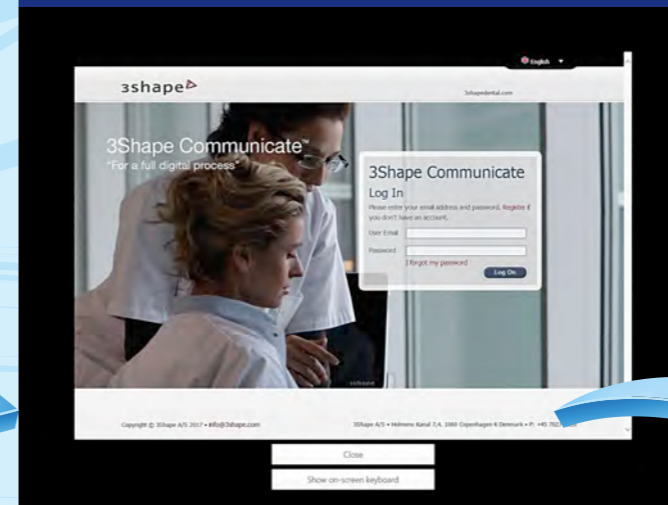 English
3shape
3shapedental.com
3Shape Communicate™
"For a full digital process"
3Shape Communicate
Log In
Please enter your email address and password. Register if
you don't have an account.
User Email
Password
I forgot my password
Log On
3shape
Copyright © 3Shape A/S 2017 • info@3shape.com
3Shape A/S • Holmens Kanal 7,4. 1060 Copenhagen K Denmark • P: +45
Close
Show on-screen keyboard